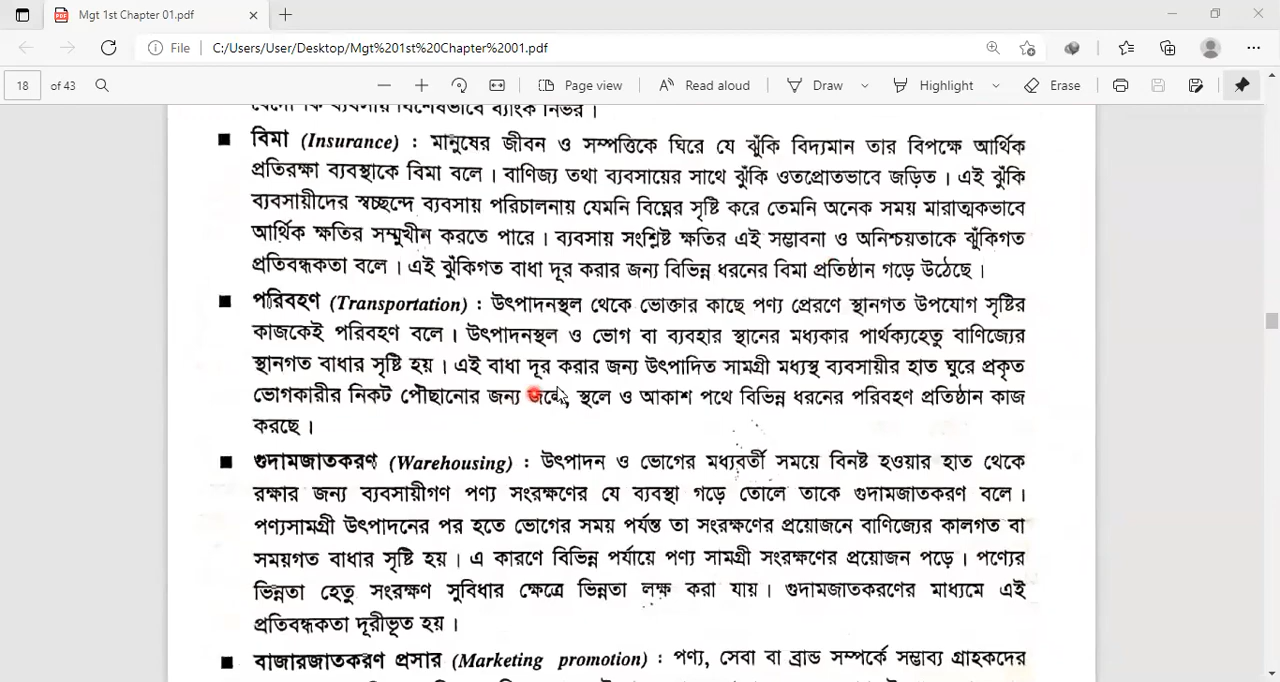 Mgt 1st Chapter 01.pdf
File C:/Users/User/Desktop/Mgt%201st%20Chapter%2001.pdf
18 of 43 Page view Read aloud Draw Highlight Erase
■ বিমা (Insurance) : মানুষের জীবন ও সম্পত্তিকে ঘিরে যে ঝুঁকি বিদ্যমান তার বিপক্ষে আর্থিক
প্রতিরক্ষা ব্যবস্থাকে বিমা বলে । বাণিজ্য তথা ব্যবসায়ের সাথে ঝুঁকি ওতপ্রোতভাবে জড়িত । এই ঝুঁকি
ব্যবসায়ীদের স্বচ্ছন্দে ব্যবসায় পরিচালনায় যেমনি বিঘ্নের সৃষ্টি করে তেমনি অনেক সময় মারাত্মকভাবে
আর্থিক ক্ষতির সম্মুখীন করতে পারে । ব্যবসায় সংশ্লিষ্ট ক্ষতির এই সম্ভাবনা ও অনিশ্চয়তাকে ঝুঁকিগত
প্রতিবন্ধকতা বলে । এই ঝুঁকিগত বাধা দূর করার জন্য বিভিন্ন ধরনের বিমা প্রতিষ্ঠান গড়ে উঠেছে ।
■ পরিবহণ (Transportation) : উৎপাদনস্থল থেকে ভোক্তার কাছে পণ্য প্রেরণে স্থানগত উপযোগ সৃষ্টির
কাজকেই পরিবহণ বলে । উৎপাদনস্থল ও ভোগ বা ব্যবহার স্থানের মধ্যকার পার্থক্যহেতু বাণিজ্যের
স্থানগত বাধার সৃষ্টি হয় । এই বাধা দূর করার জন্য উৎপাদিত সামগ্রী মধ্যস্থ ব্যবসায়ীর হাত ঘুরে প্রকৃত
ভোগকারীর নিকট পৌঁছানোর জন্য জলে, স্থলে ও আকাশ পথে বিভিন্ন ধরনের পরিবহণ প্রতিষ্ঠান কাজ
করছে ।
■ গুদামজাতকরণ (Warehousing) : উৎপাদন ও ভোগের মধ্যবর্তী সময়ে বিনষ্ট হওয়ার হাত থেকে
রক্ষার জন্য ব্যবসায়ীগণ পণ্য সংরক্ষণের যে ব্যবস্থা গড়ে তোলে তাকে গুদামজাতকরণ বলে ।
পণ্যসামগ্রী উৎপাদনের পর হতে ভোগের সময় পর্যন্ত তা সংরক্ষণের প্রয়োজনে বাণিজ্যের কালগত বা
সময়গত বাধার সৃষ্টি হয় । এ কারণে বিভিন্ন পর্যায়ে পণ্য সামগ্রী সংরক্ষণের প্রয়োজন পড়ে । পণ্যের
ভিন্নতা হেতু সংরক্ষণ সুবিধার ক্ষেত্রে ভিন্নতা লক্ষ করা যায় । গুদামজাতকরণের মাধ্যমে এই
প্রতিবন্ধকতা দূরীভূত হয় ।
■ বাজারজাতকরণ প্রসার (Marketing promotion) : পণ্য, সেবা বা ব্রান্ড সম্পর্কে সম্ভাব্য গ্রাহকদের